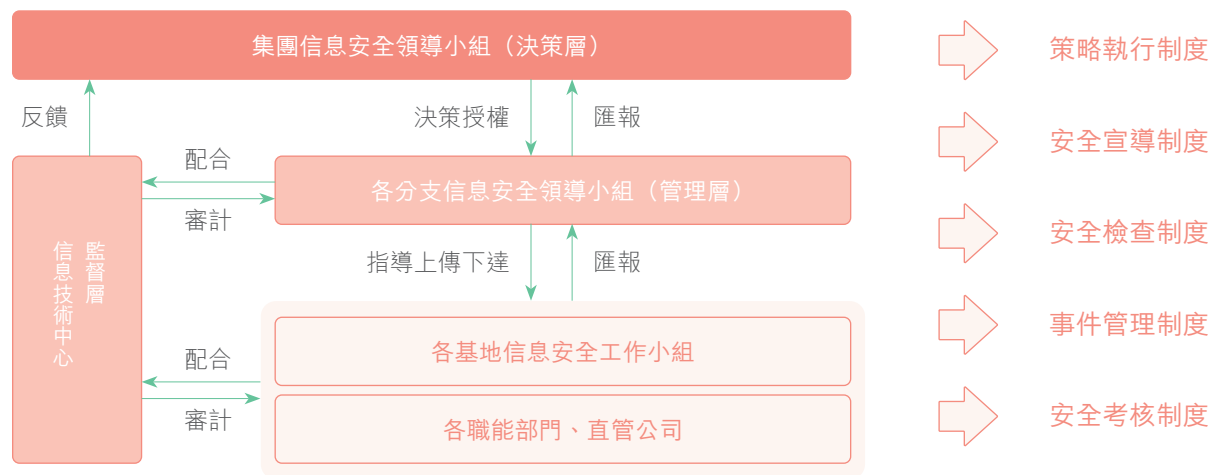 集團信息安全領導小組（決策層）
反饋
決策授權
匯報
配合
審計
各分支信息安全領導小組（管理層）
監督層
信息技術中心
指導上傳下達
匯報
各基地信息安全工作小組
配合
審計
各職能部門、直管公司
策略執行制度
安全宣導制度
安全檢查制度
事件管理制度
安全考核制度